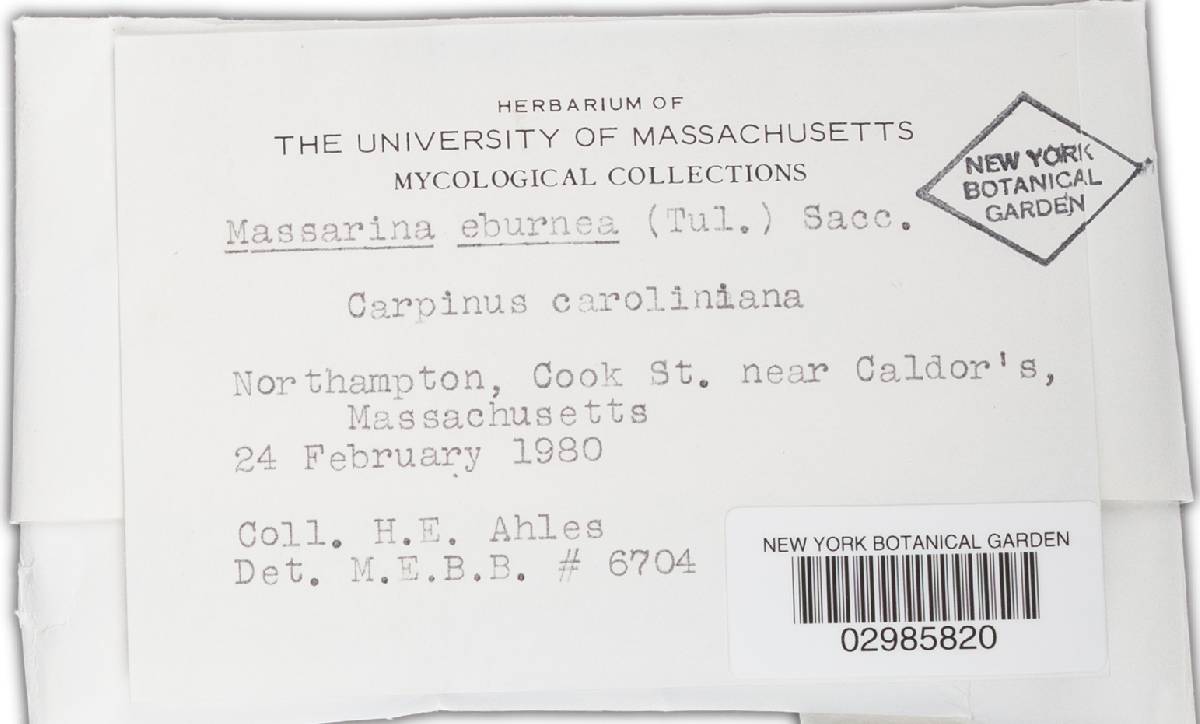 HERBARIUM OF
THE UNIVERSITY OF MASSACHUSETTS
MYCOLOGICAL COLLECTIONS
NEW YORK
BOTANICAL
GARDEN
Massarina eburnea (Tul.) Sacc.
Carpinus caroliniana
Northampton, Cook St. near Caldor's,
Massachusetts
24 February 1980
Coll. H.E. Ahles
Det. M.E.B.B. # 6704
NEW YORK BOTANICAL GARDEN
02985820